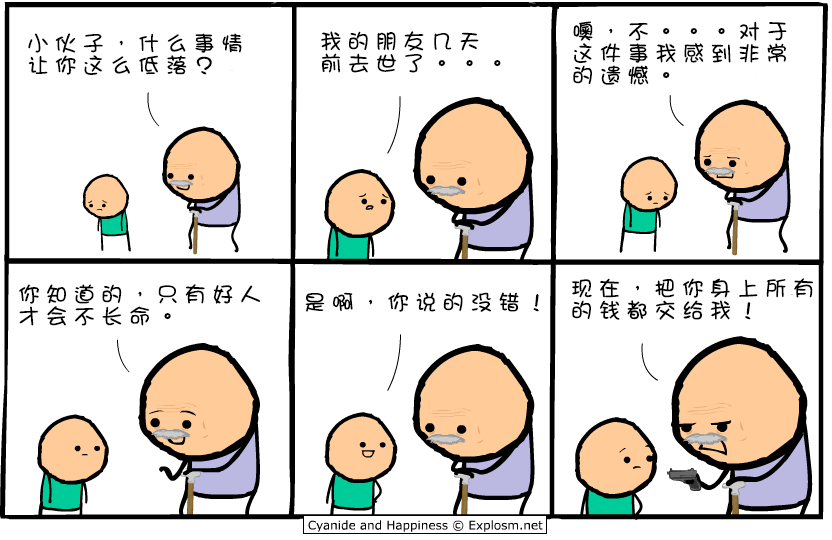 小伙子，什么事情
让你这么低落？
我的朋友几天
前去世了。。。
噢，不。。。对于
这件事我感到非常
的遗憾。
你知道的，只有好人
才会不长命。
是啊，你说的没错！
现在，把你身上所有
的钱都交给我！
Cyanide and Happiness © Explosm.net